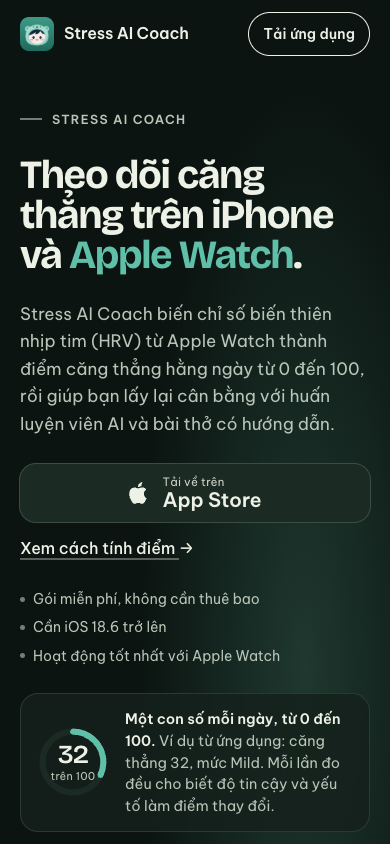 Stress AI Coach
Tải ứng dụng
STRESS AI COACH
Theo dõi căng
thẳng trên iPhone
và Apple Watch.
Stress AI Coach biến chỉ số biến thiên
nhịp tim (HRV) từ Apple Watch thành
điểm căng thẳng hằng ngày từ 0 đến 100,
rồi giúp bạn lấy lại cân bằng với huấn
luyện viên AI và bài thở có hướng dẫn.
Tải về trên
App Store
Xem cách tính điểm →
Gói miễn phí, không cần thuê bao
Cần iOS 18.6 trở lên
Hoạt động tốt nhất với Apple Watch
32
trên 100
Một con số mỗi ngày, từ 0 đến
100. Ví dụ từ ứng dụng: căng
thẳng 32, mức Mild. Mỗi lần đo
đều cho biết độ tin cậy và yếu
tố làm điểm thay đổi.